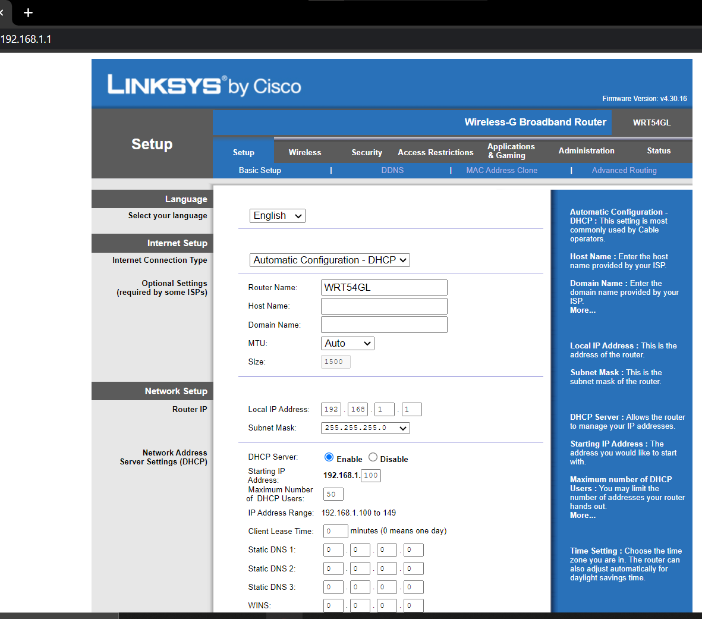 192.168.1.1
LINKSYS® by Cisco
Firmware Version: v4.30.16
Wireless-G Broadband Router WRT54GL
Setup
Setup Wireless Security Access Restrictions Applications & Gaming Administration Status
Basic Setup | DDNS | MAC Address Clone | Advanced Routing
Language
Select your language
English
Internet Setup
Internet Connection Type
Automatic Configuration - DHCP
Optional Settings
(required by some ISPs)
Router Name: WRT54GL
Host Name:
Domain Name:
MTU: Auto
Size: 1500
Network Setup
Router IP
Local IP Address: 192 . 168 . 1 . 1
Subnet Mask: 255.255.255.0
Network Address
Server Settings (DHCP)
DHCP Server: Enable Disable
Starting IP
Address: 192.168.1. 100
Maximum Number
of DHCP Users: 50
IP Address Range: 192.168.1.100 to 149
Client Lease Time: 0 minutes (0 means one day)
Static DNS 1: 0 . 0 . 0 . 0
Static DNS 2: 0 . 0 . 0 . 0
Static DNS 3: 0 . 0 . 0 . 0
WINS: 0 . 0 . 0 . 0
Automatic Configuration -
DHCP : This setting is most
commonly used by Cable
operators.
Host Name : Enter the host
name provided by your ISP.
Domain Name : Enter the
domain name provided by your
ISP.
More...
Local IP Address : This is the
address of the router.
Subnet Mask : This is the
subnet mask of the router.
DHCP Server : Allows the router
to manage your IP addresses.
Starting IP Address : The
address you would like to start
with.
Maximum number of DHCP
Users : You may limit the
number of addresses your router
hands out.
More...
Time Setting : Choose the time
zone you are in. The router can
also adjust automatically for
daylight savings time.